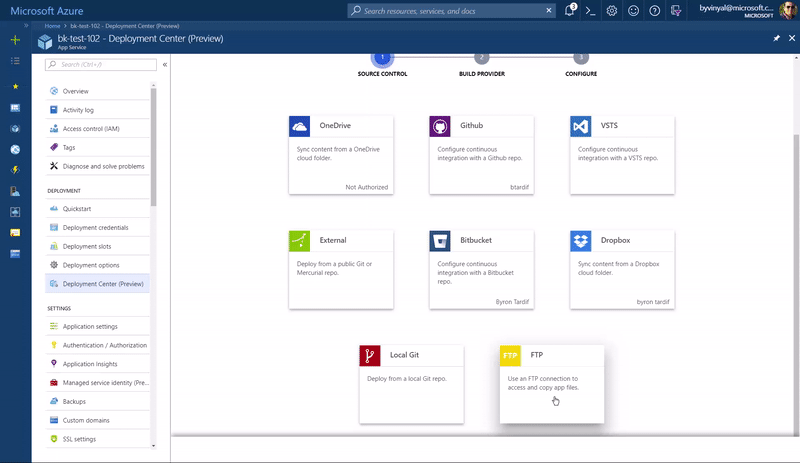 Microsoft Azure
Search resources, services, and docs
2
byvinyal@microsoft.c...
MICROSOFT
Home > bk-test-102 - Deployment Center (Preview)
bk-test-102 - Deployment Center (Preview)
App Service
Search (Ctrl+/)
Overview
Activity log
Access control (IAM)
Tags
Diagnose and solve problems
DEPLOYMENT
Quickstart
Deployment credentials
Deployment slots
Deployment options
Deployment Center (Preview)
SETTINGS
Application settings
Authentication / Authorization
Application Insights
Managed service identity (Pre...
Backups
Custom domains
SSL settings
1
2
3
SOURCE CONTROL
BUILD PROVIDER
CONFIGURE
OneDrive
Sync content from a OneDrive
cloud folder.
Not Authorized
Github
Configure continuous
integration with a Github repo.
btardif
VSTS
Configure continuous
integration with a VSTS repo.
External
Deploy from a public Git or
Mercurial repo.
Bitbucket
Configure continuous
integration with a Bitbucket
repo.
Byron Tardif
Dropbox
Sync content from a Dropbox
cloud folder.
byron tardif
Local Git
Deploy from a local Git repo.
FTP
FTP
Use an FTP connection to
access and copy app files.